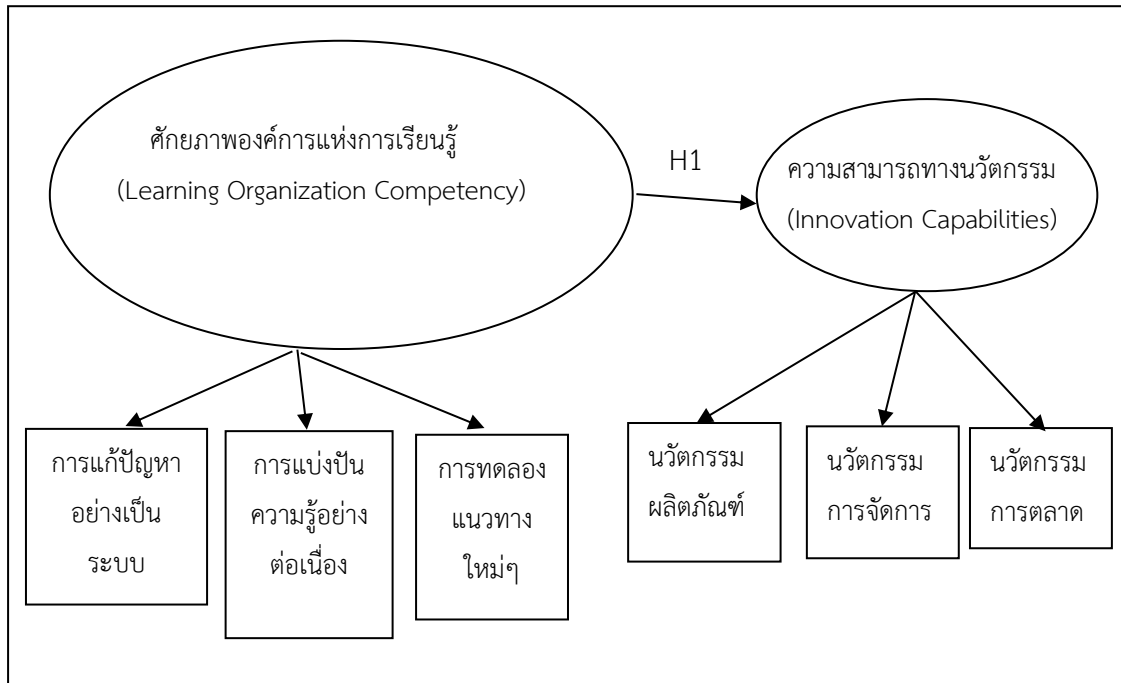 ศักยภาพองค์การแห่งการเรียนรู้
(Learning Organization Competency)
H1
ความสามารถทางนวัตกรรม
(Innovation Capabilities)
การแก้ปัญหา
อย่างเป็น
ระบบ
การแบ่งปัน
ความรู้อย่าง
ต่อเนื่อง
การทดลอง
แนวทาง
ใหม่ๆ
นวัตกรรม
ผลิตภัณฑ์
นวัตกรรม
การจัดการ
นวัตกรรม
การตลาด